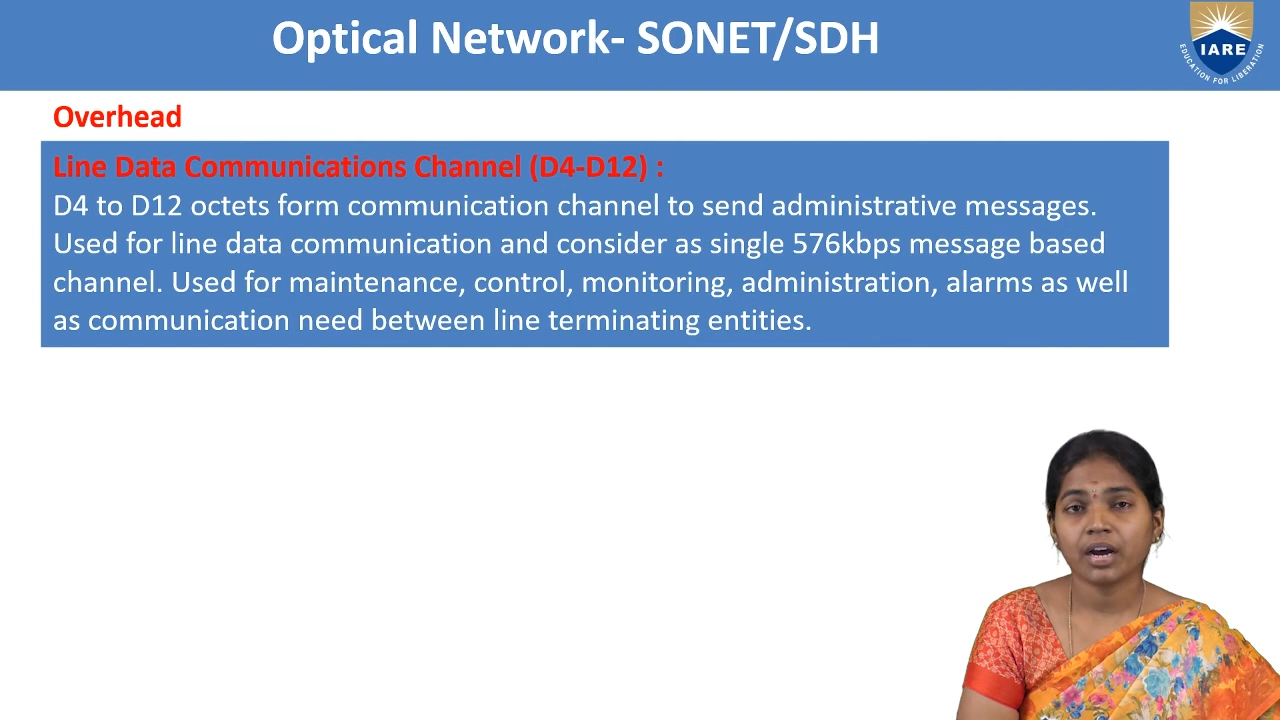 Optical Network- SONET/SDH
IARE
EDUCATION FOR LIBERATION
Overhead
Line Data Communications Channel (D4-D12) :
D4 to D12 octets form communication channel to send administrative messages.
Used for line data communication and consider as single 576kbps message based
channel. Used for maintenance, control, monitoring, administration, alarms as well
as communication need between line terminating entities.